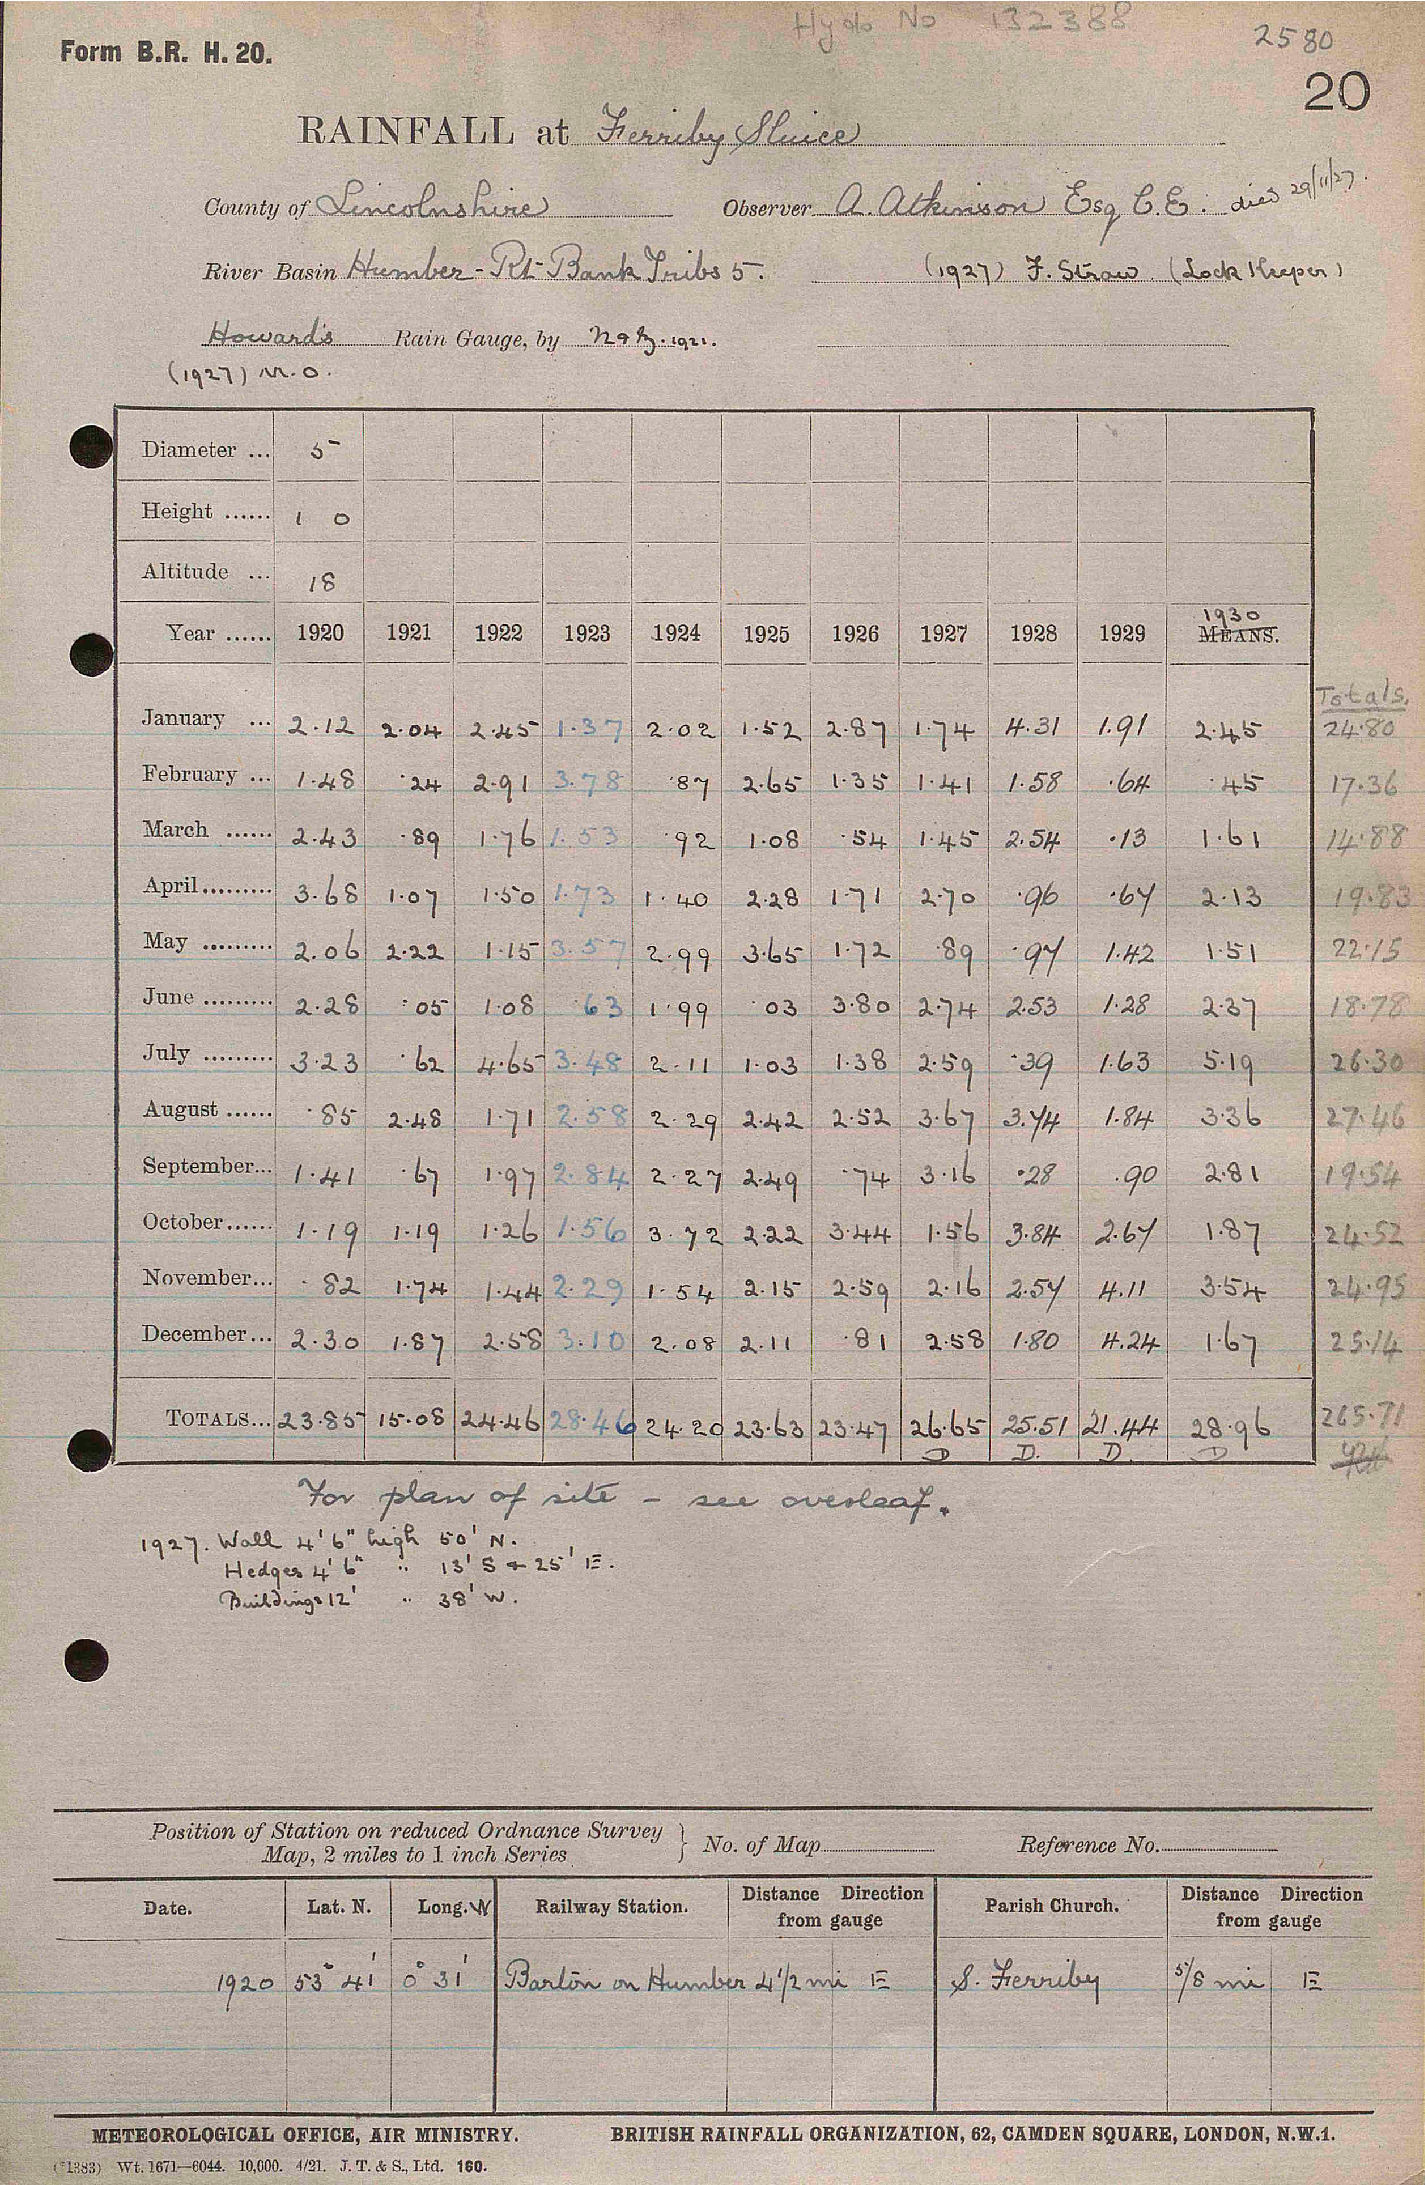 Hydo No 132388
2580
Form B.R. H. 20.
20
RAINFALL at Ferriby Sluice
County of Lincolnshire Observer A. Atkinson Esq C.E. died 29/11/27.
River Basin Humber - Rt Bank Tribs 5. (1927) F. Straw (Lock Keeper)
Howard's Rain Gauge, by N & Z. 1921.
(1927) M.O.
Diameter ... 5
Height ...... 1 0
Altitude ... 18
1930
Year ...... 1920 1921 1922 1923 1924 1925 1926 1927 1928 1929 MEANS.
Totals.
January ... 2.12 2.04 2.45 1.37 2.02 1.52 2.87 1.74 4.31 1.91 2.45 24.80
February ... 1.48 .24 2.91 3.78 .87 2.65 1.35 1.41 1.58 .64 .45 17.36
March ...... 2.43 .89 1.76 1.53 .92 1.08 .54 1.45 2.54 .13 1.61 14.88
April ......... 3.68 1.07 1.50 1.73 1.40 2.28 1.71 2.70 .96 .67 2.13 19.83
May ......... 2.06 2.22 1.15 3.57 2.99 3.65 1.72 .89 .97 1.42 1.51 22.15
June ......... 2.28 .05 1.08 .63 1.99 .03 3.80 2.74 2.53 1.28 2.37 18.78
July ......... 3.23 .62 4.65 3.48 2.11 1.03 1.38 2.59 .39 1.63 5.19 26.30
August ...... .85 2.48 1.71 2.58 2.29 2.42 2.52 3.67 3.74 1.84 3.36 27.46
September... 1.41 .67 1.97 2.84 2.27 2.49 .74 3.16 .28 .90 2.81 19.54
October...... 1.19 1.19 1.26 1.56 3.72 2.22 3.44 1.56 3.84 2.67 1.87 24.52
November... .82 1.74 1.44 2.29 1.54 2.15 2.59 2.16 2.57 4.11 3.54 24.95
December... 2.30 1.87 2.58 3.10 2.08 2.11 .81 2.58 1.80 4.24 1.67 25.14
TOTALS... 23.85 15.08 24.46 28.46 24.20 23.63 23.47 26.65 25.51 21.44 28.96 265.71
D D. D. D
For plan of site - see overleaf.
1927. Wall 4' 6" high 50' N.
Hedges 4' 6" " 13' S + 25' E.
Buildings 12' " 38' W.
Position of Station on reduced Ordnance Survey
Map, 2 miles to 1 inch Series
No. of Map
Reference No.
Date. Lat. N. Long. W Railway Station. Distance Direction from gauge Parish Church. Distance Direction from gauge
1920 53° 41' 0° 31' Barton on Humber 4 1/2 mi E S. Ferriby 5/8 mi E
METEOROLOGICAL OFFICE, AIR MINISTRY. BRITISH RAINFALL ORGANIZATION, 62, CAMDEN SQUARE, LONDON, N.W.1.
(*1383) Wt. 1671—6044. 10,000. 4/21. J. T. & S., Ltd. 160.